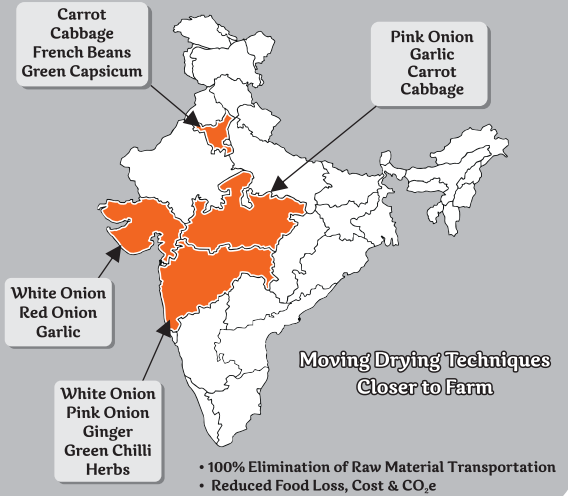 Carrot
Cabbage
French Beans
Green Capsicum
Pink Onion
Garlic
Carrot
Cabbage
White Onion
Red Onion
Garlic
White Onion
Pink Onion
Ginger
Green Chilli
Herbs
Moving Drying Techniques
Closer to Farm
• 100% Elimination of Raw Material Transportation
• Reduced Food Loss, Cost & CO₂e